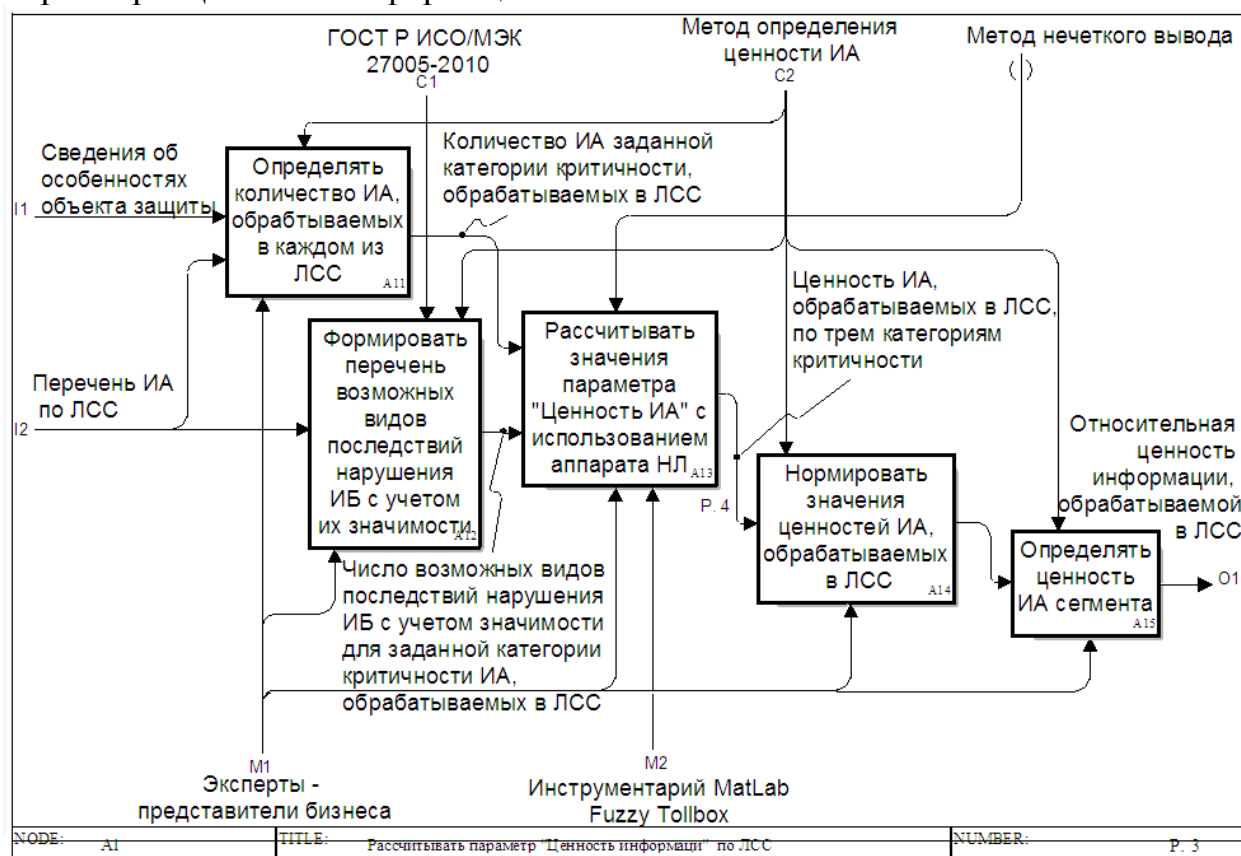 ГОСТ Р ИСО/МЭК
27005-2010
C1
Метод определения
ценности ИА
C2
Метод нечеткого вывода
Сведения об
особенностях
объекта защиты
I1
Определять
количество ИА,
обрабтываемых
в каждом из
ЛСС
A11
Количество ИА заданной
категории критичности,
обрабатываемых в ЛСС
Перечень ИА
по ЛСС
I2
Формировать
перечень
возможных
видов
последствий
нарушения
ИБ с учетом
их значимости
A12
Рассчитывать
значения
параметра
"Ценность ИА" с
использованием
аппарата НЛ
A13
Ценность ИА,
обрабатываемых в ЛСС,
по трем категориям
критичности
P. 4
Нормировать
значения
ценностей ИА,
обрабатываемых
в ЛСС
A14
Относительная
ценность
информации,
обрабатываемой
в ЛСС
Определять
ценность
ИА сегмента
A15
O1
Число возможных видов
последствий нарушения
ИБ с учетом значимости
для заданной категории
критичности ИА,
обрабатываемых в ЛСС
M1
Эксперты -
представители бизнеса
M2
Инструментарий MatLab
Fuzzy Tollbox
NODE: A1
TITLE: Рассчитывать параметр "Ценность информаци" по ЛСС
NUMBER: P. 3